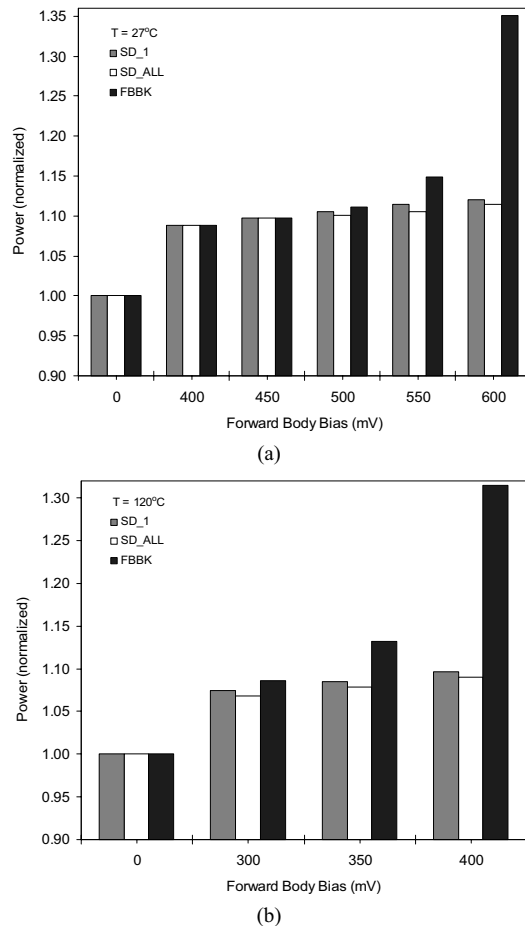 1.35
1.30
1.25
1.20
1.15
1.10
1.05
1.00
0.95
0.90
Power (normalized)
T = 27°C
SD_1
SD_ALL
FBBK
0 400 450 500 550 600
Forward Body Bias (mV)
(a)
1.30
1.25
1.20
1.15
1.10
1.05
1.00
0.95
0.90
Power (normalized)
T = 120°C
SD_1
SD_ALL
FBBK
0 300 350 400
Forward Body Bias (mV)
(b)